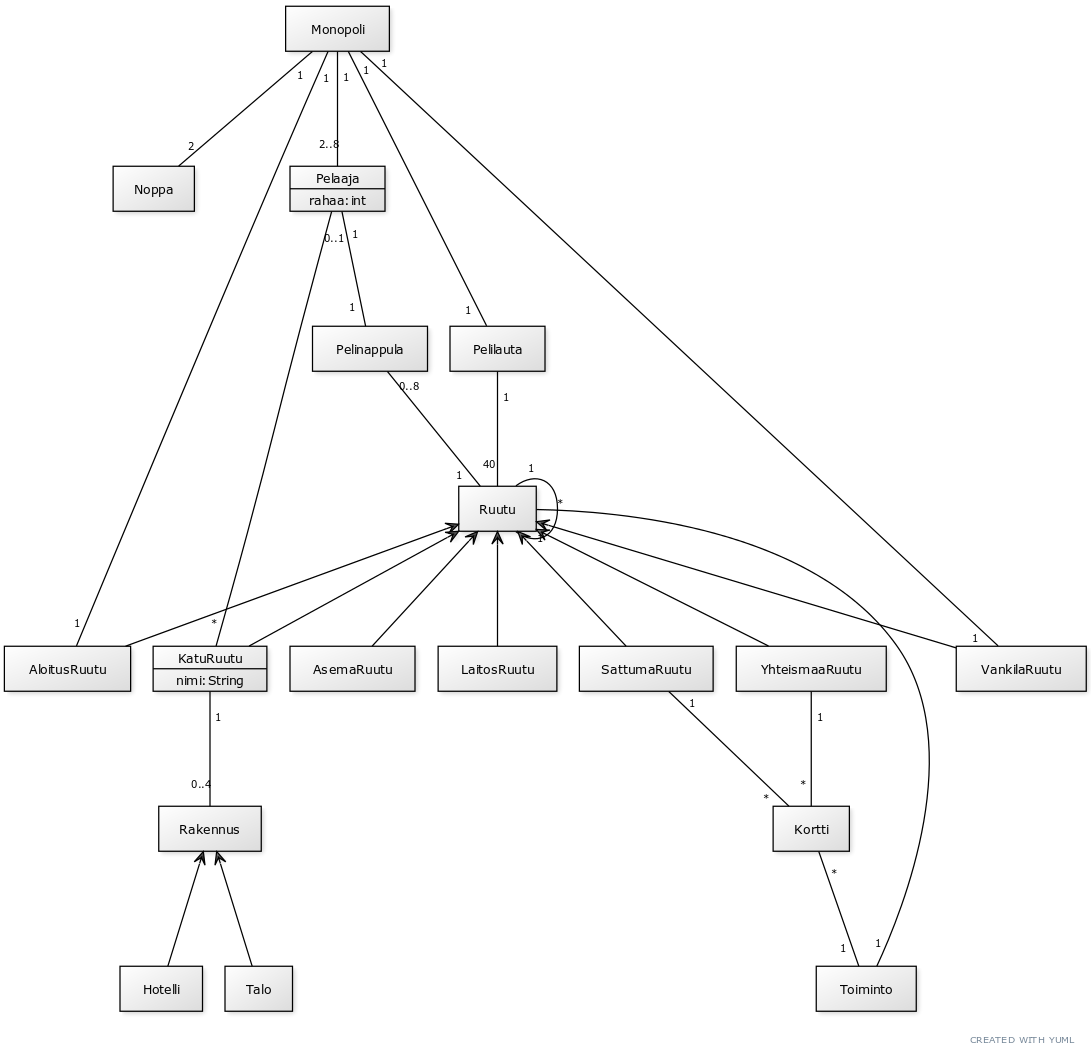 Monopoli
1 1 1 1 1
2 2..8
Noppa
Pelaaja
rahaa:int
0..1 1
1 1
Pelinappula
Pelilauta
0..8 1
1 40 1
Ruutu
*
1
1 * 1
AloitusRuutu
KatuRuutu
nimi:String
AsemaRuutu
LaitosRuutu
SattumaRuutu
YhteismaaRuutu
VankilaRuutu
1 1 1
0..4 * *
Rakennus
Kortti
*
1 1
Hotelli
Talo
Toiminto
CREATED WITH YUML